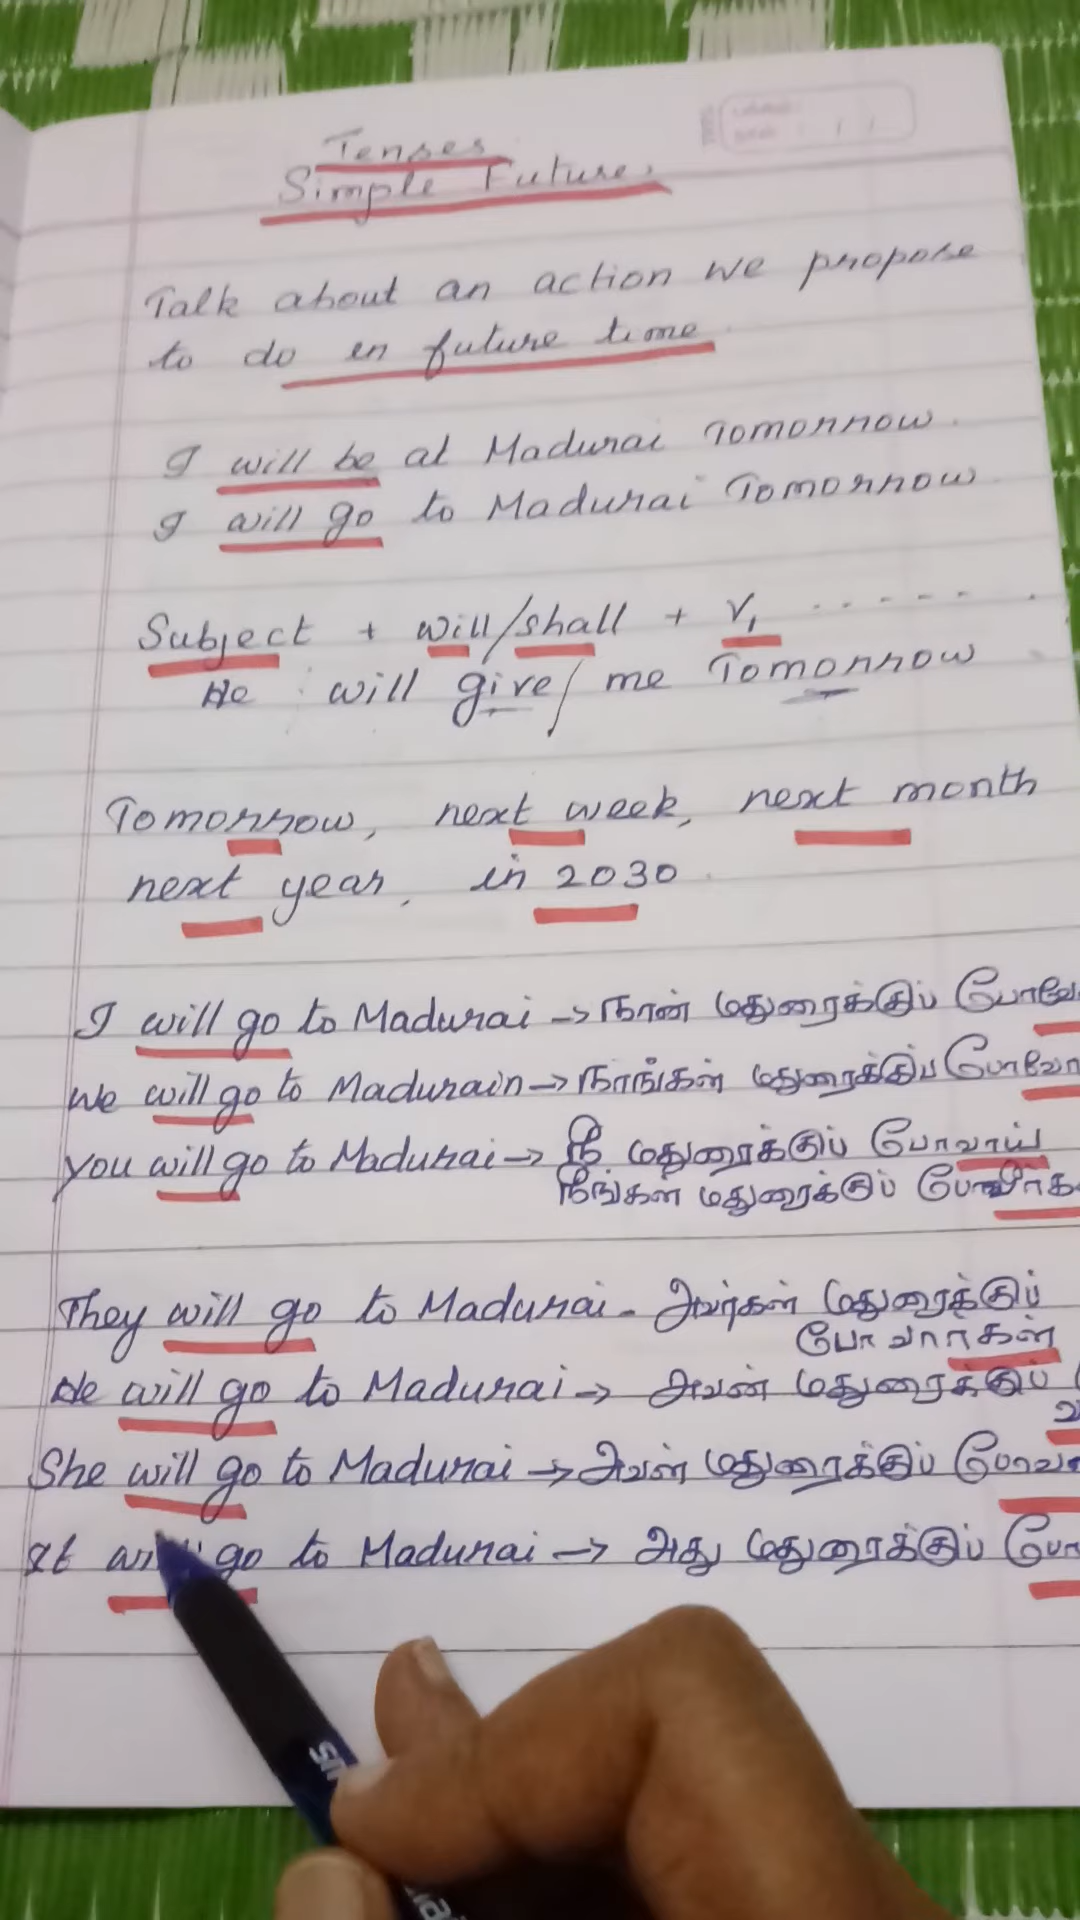 Tenses
Simple Future.
Talk about an action we propose
to do in future time.
I will be at Madurai Tomorrow.
I will go to Madurai Tomorrow.
Subject + will/shall + V1 .......
He will give/ me Tomorrow
Tomorrow, next week, next month
next year, in 2030.
I will go to Madurai -> நான் மதுரைக்குப்
We will go to Madurain -> நாங்கள் மதுரைக்குப்
you will go to Madurai -> நீ மதுரைக்குப் போவாய்
நீங்கள் மதுரைக்குப்
They will go to Madurai - அவர்கள் மதுரைக்குப்
போவார்கள்
He will go to Madurai -> அவன் மதுரைக்குப்
She will go to Madurai -> அவள் மதுரைக்குப்
It will go to Madurai -> அது மதுரைக்குப்